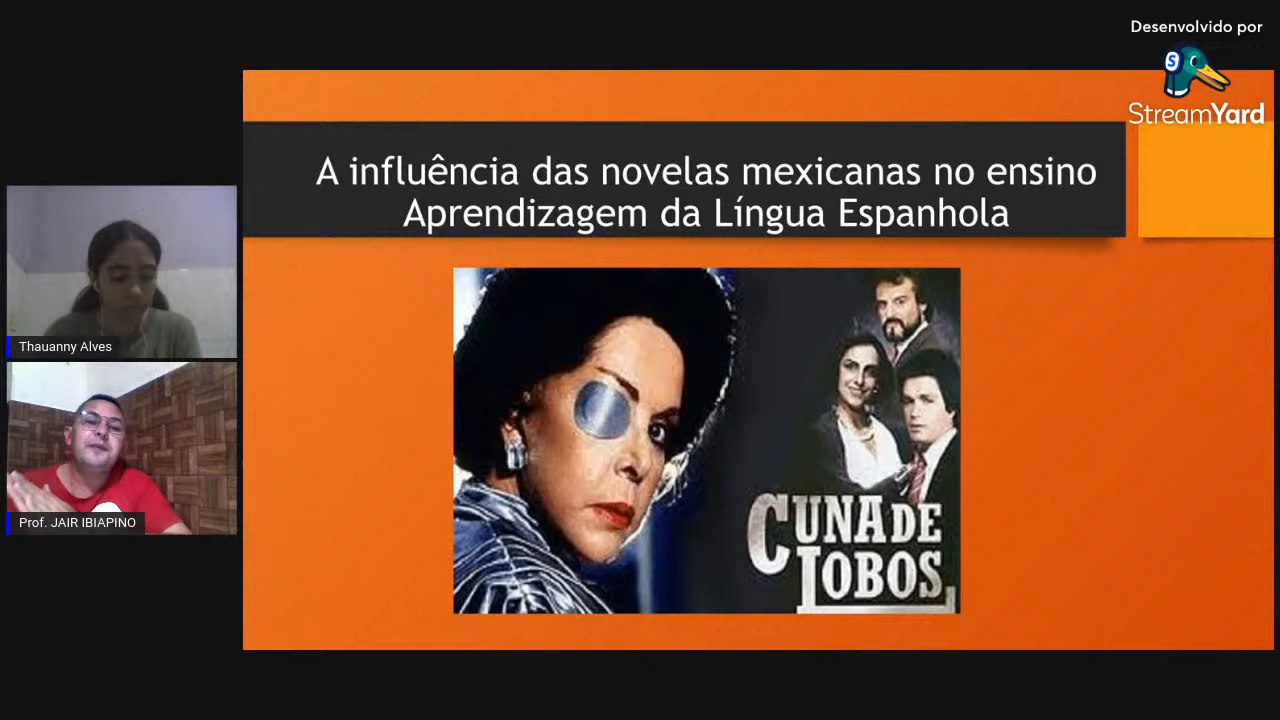 Desenvolvido por
StreamYard
A influência das novelas mexicanas no ensino
Aprendizagem da Língua Espanhola
Thauanny Alves
Prof. JAIR IBIAPINO
CUNA DE
LOBOS